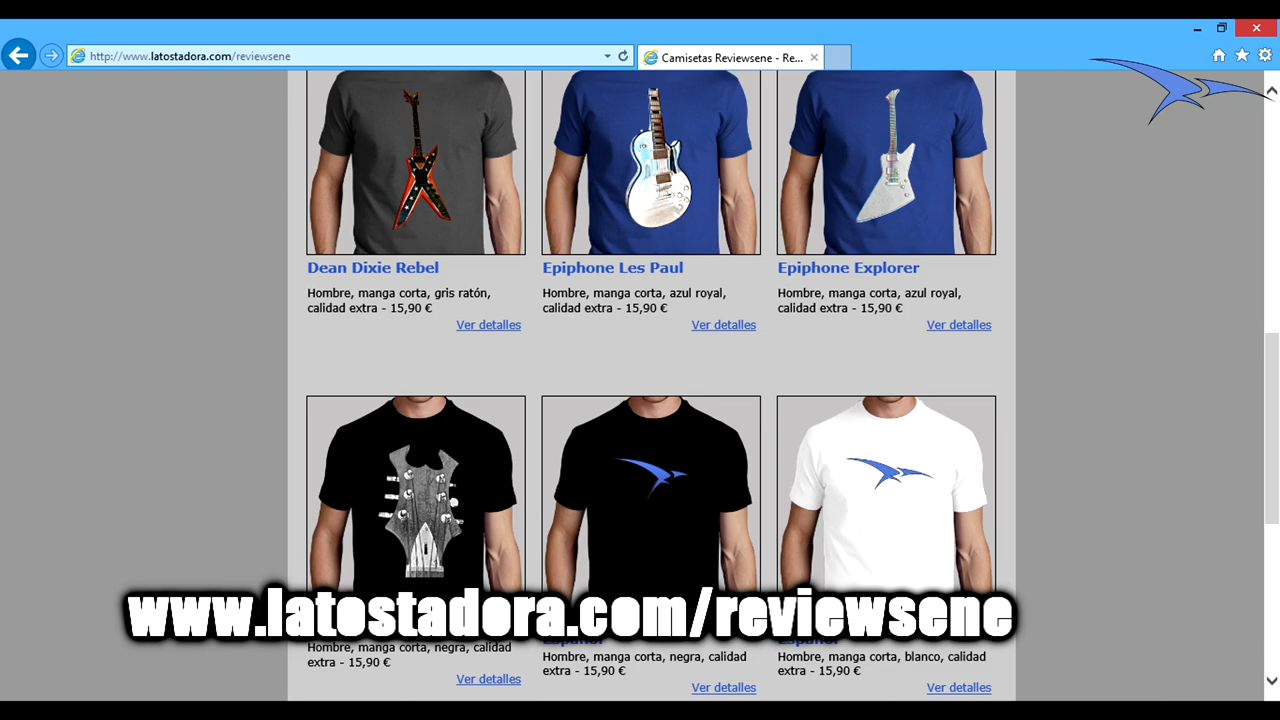 http://www.latostadora.com/reviewsene
Camisetas Reviewsene - Re...
Dean Dixie Rebel
Epiphone Les Paul
Epiphone Explorer
Hombre, manga corta, gris ratón,
calidad extra - 15,90 €
Hombre, manga corta, azul royal,
calidad extra - 15,90 €
Hombre, manga corta, azul royal,
calidad extra - 15,90 €
Ver detalles
Ver detalles
Ver detalles
www.latostadora.com/reviewsene
Hombre, manga corta, negra, calidad
extra - 15,90 €
Español
Hombre, manga corta, negra, calidad
extra - 15,90 €
Español
Hombre, manga corta, blanco, calidad
extra - 15,90 €
Ver detalles
Ver detalles
Ver detalles